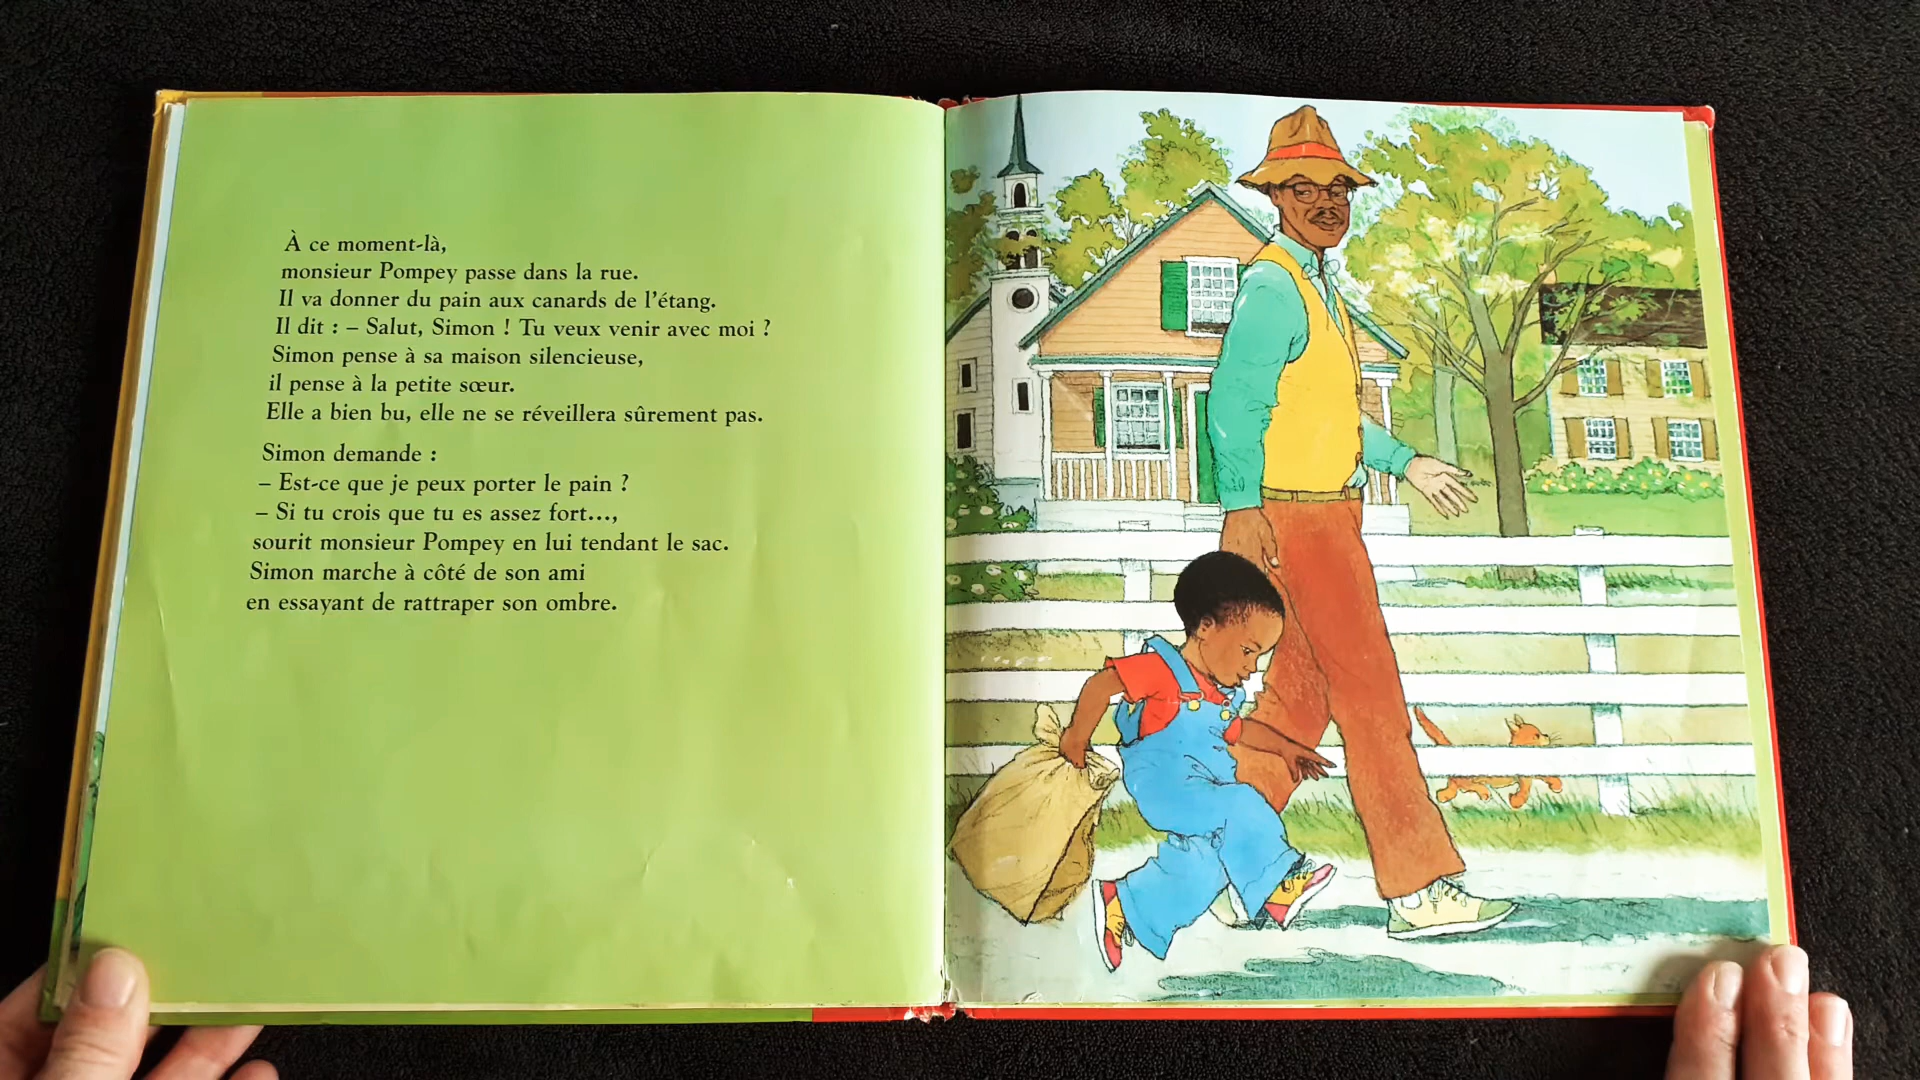 À ce moment-là,
monsieur Pompey passe dans la rue.
Il va donner du pain aux canards de l'étang.
Il dit : – Salut, Simon ! Tu veux venir avec moi ?
Simon pense à sa maison silencieuse,
il pense à la petite sœur.
Elle a bien bu, elle ne se réveillera sûrement pas.
Simon demande :
– Est-ce que je peux porter le pain ?
– Si tu crois que tu es assez fort...,
sourit monsieur Pompey en lui tendant le sac.
Simon marche à côté de son ami
en essayant de rattraper son ombre.